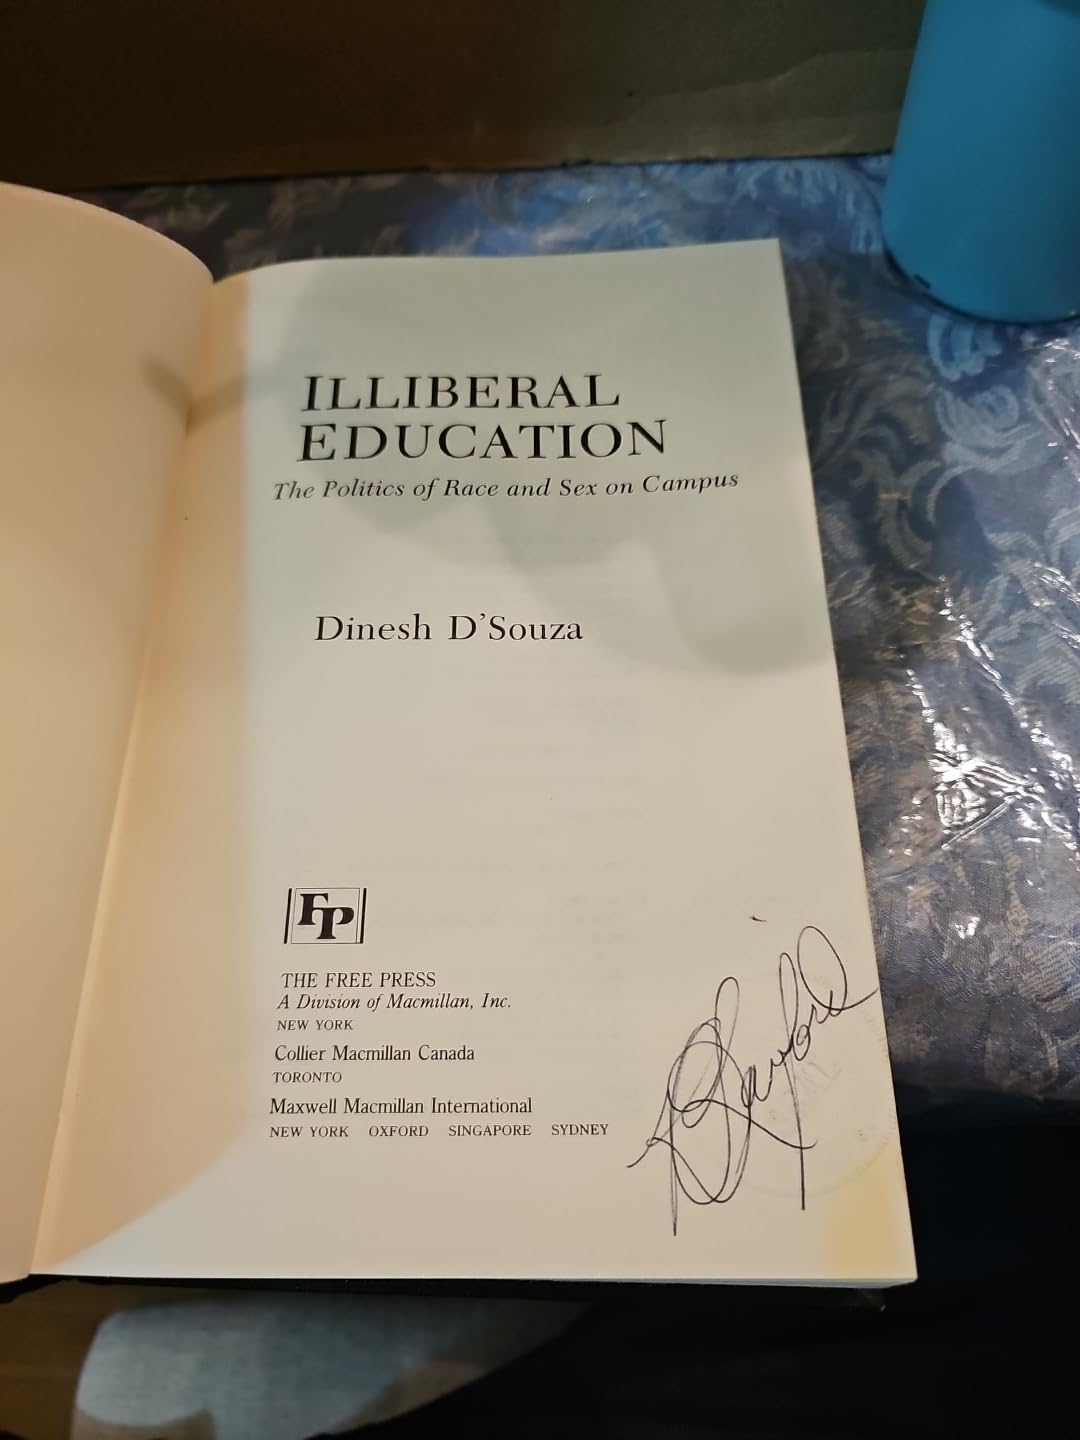 ILLIBERAL
EDUCATION
The Politics of Race and Sex on Campus
Dinesh D'Souza
FP
THE FREE PRESS
A Division of Macmillan, Inc.
NEW YORK
Collier Macmillan Canada
TORONTO
Maxwell Macmillan International
NEW YORK OXFORD SINGAPORE SYDNEY